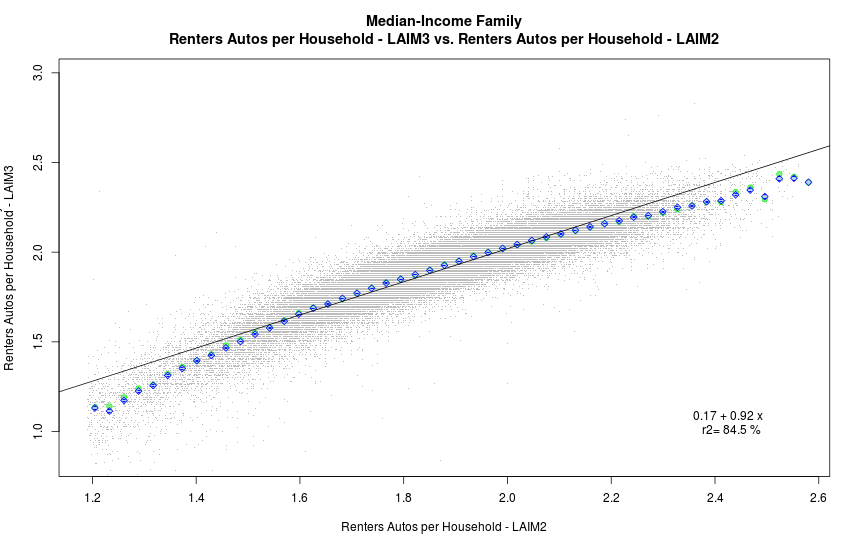 Median-Income Family
Renters Autos per Household - LAIM3 vs. Renters Autos per Household - LAIM2
Renters Autos per Household - LAIM3
3.0
2.5
2.0
1.5
1.0
0.17 + 0.92 x
r2= 84.5 %
1.2 1.4 1.6 1.8 2.0 2.2 2.4 2.6
Renters Autos per Household - LAIM2